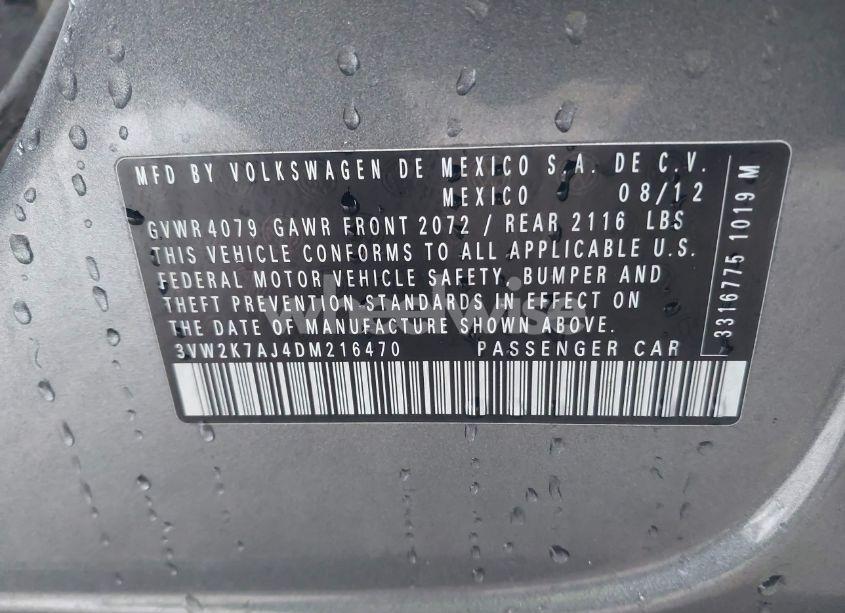 MFD BY VOLKSWAGEN DE MEXICO S.A. DE C.V.
MEXICO 08/12
GVWR 4079 GAWR FRONT 2072 / REAR 2116 LBS
THIS VEHICLE CONFORMS TO ALL APPLICABLE U.S.
FEDERAL MOTOR VEHICLE SAFETY, BUMPER AND
THEFT PREVENTION STANDARDS IN EFFECT ON
THE DATE OF MANUFACTURE SHOWN ABOVE.
3VW2K7AJ4DM216470 PASSENGER CAR
3316775 1019 M
wheelwise